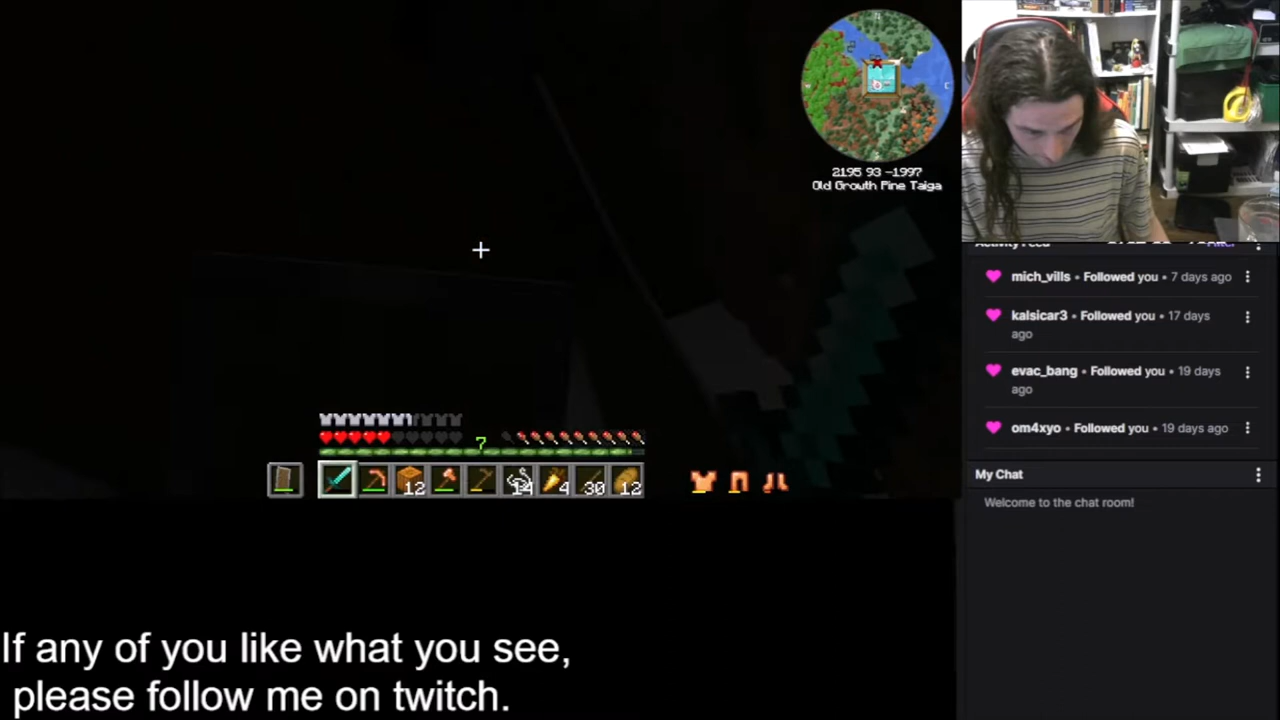 2195 93 -1997
Old Growth Pine Taiga
Activity Feed
Filter
mich_vills • Followed you • 7 days ago
kalsicar3 • Followed you • 17 days
ago
evac_bang • Followed you • 19 days
ago
om4xyo • Followed you • 19 days ago
My Chat
Welcome to the chat room!
7
12
14
4
30
12
If any of you like what you see,
please follow me on twitch.